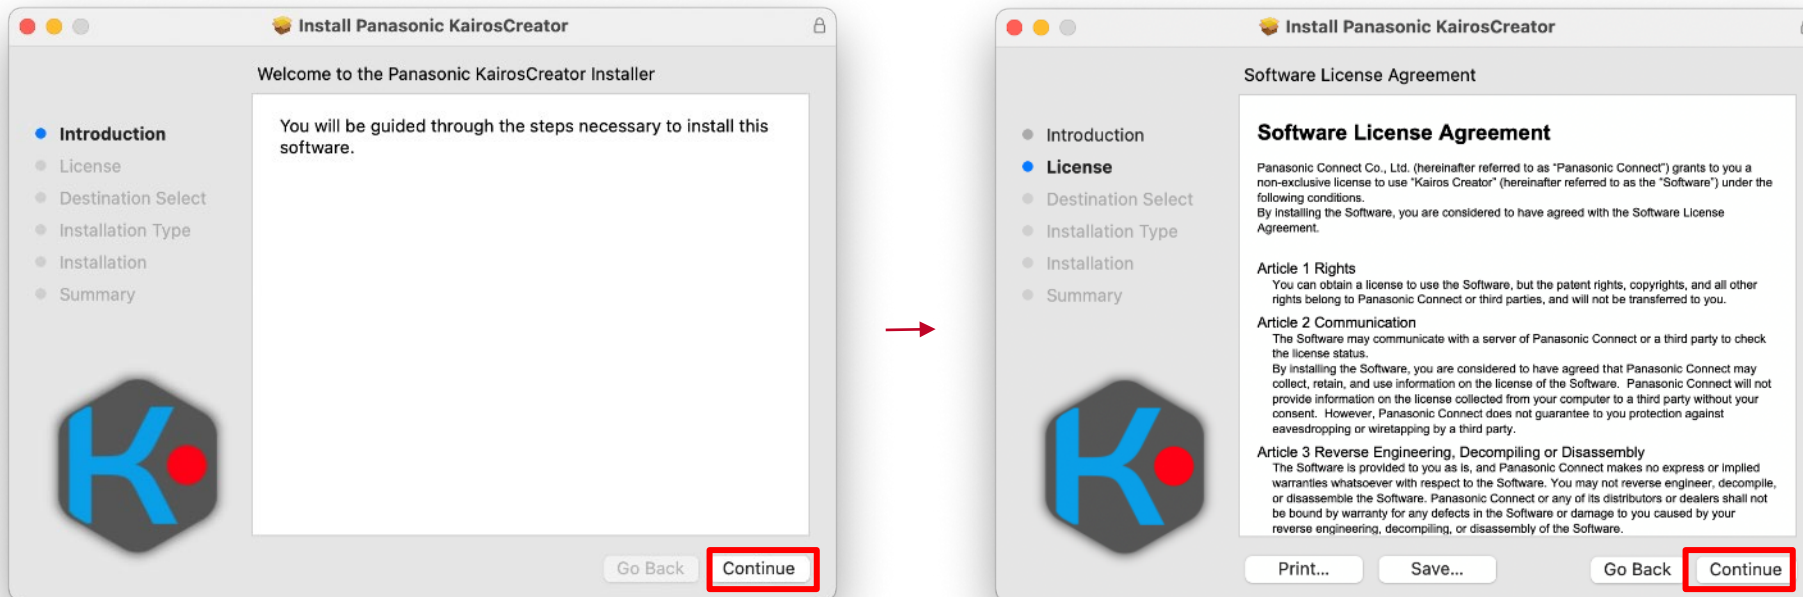 Install Panasonic KairosCreator
Welcome to the Panasonic KairosCreator Installer
Introduction
License
Destination Select
Installation Type
Installation
Summary
You will be guided through the steps necessary to install this
software.
Go Back
Continue
Install Panasonic KairosCreator
Software License Agreement
Introduction
License
Destination Select
Installation Type
Installation
Summary
Software License Agreement
Panasonic Connect Co., Ltd. (hereinafter referred to as "Panasonic Connect") grants to you a
non-exclusive license to use "Kairos Creator" (hereinafter referred to as the "Software") under the
following conditions.
By installing the Software, you are considered to have agreed with the Software License
Agreement.
Article 1 Rights
You can obtain a license to use the Software, but the patent rights, copyrights, and all other
rights belong to Panasonic Connect or third parties, and will not be transferred to you.
Article 2 Communication
The Software may communicate with a server of Panasonic Connect or a third party to check
the license status.
By installing the Software, you are considered to have agreed that Panasonic Connect may
collect, retain, and use information on the license of the Software. Panasonic Connect will not
provide information on the license collected from your computer to a third party without your
consent. However, Panasonic Connect does not guarantee to you protection against
eavesdropping or wiretapping by a third party.
Article 3 Reverse Engineering, Decompiling or Disassembly
The Software is provided to you as is, and Panasonic Connect makes no express or implied
warranties whatsoever with respect to the Software. You may not reverse engineer, decompile,
or disassemble the Software. Panasonic Connect or any of its distributors or dealers shall not
be bound by warranty for any defects in the Software or damage to you caused by your
reverse engineering, decompiling, or disassembly of the Software.
Print...
Save...
Go Back
Continue